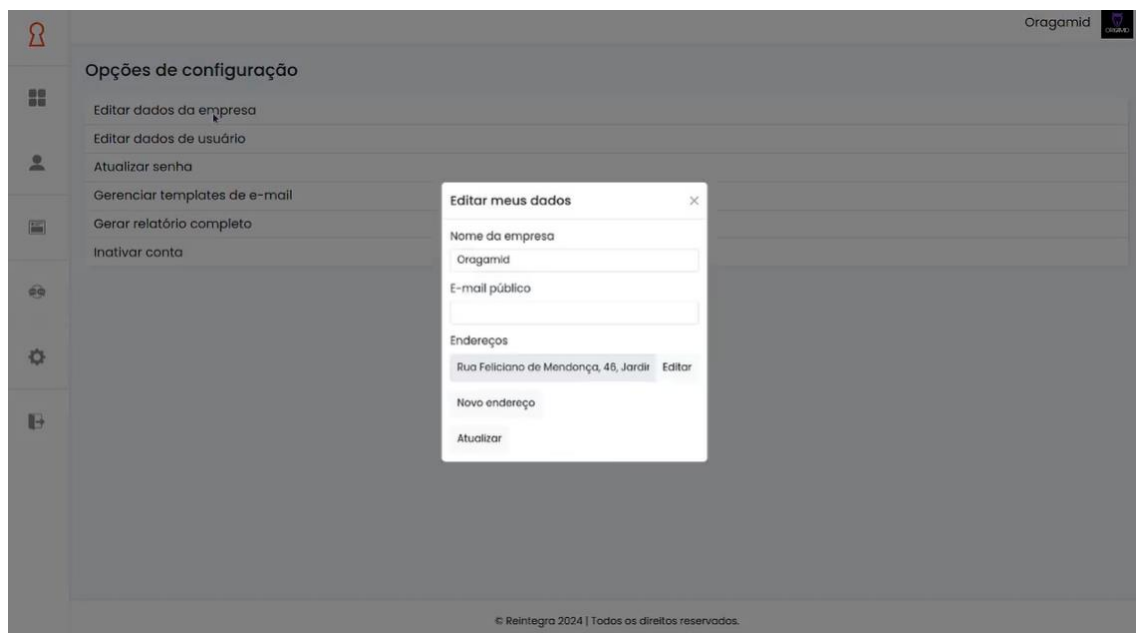 Oragamid
Opções de configuração
Editar dados da empresa
Editar dados de usuário
Atualizar senha
Gerenciar templates de e-mail
Gerar relatório completo
Inativar conta
Editar meus dados
Nome da empresa
Oragamid
E-mail público
Endereços
Rua Feliciano de Mendonça, 46, Jardir Editar
Novo endereço
Atualizar
© Reintegra 2024 | Todos os direitos reservados.